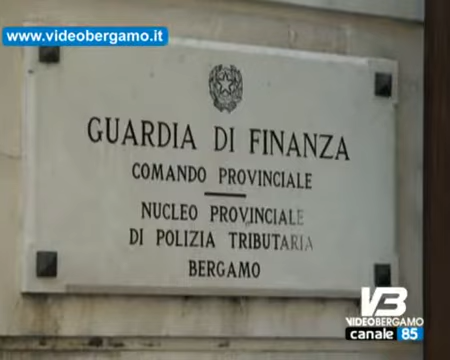 www.videobergamo.it
GUARDIA DI FINANZA
COMANDO PROVINCIALE
NUCLEO PROVINCIALE
DI POLIZIA TRIBUTARIA
BERGAMO
VB
VIDEOBERGAMO
canale 85